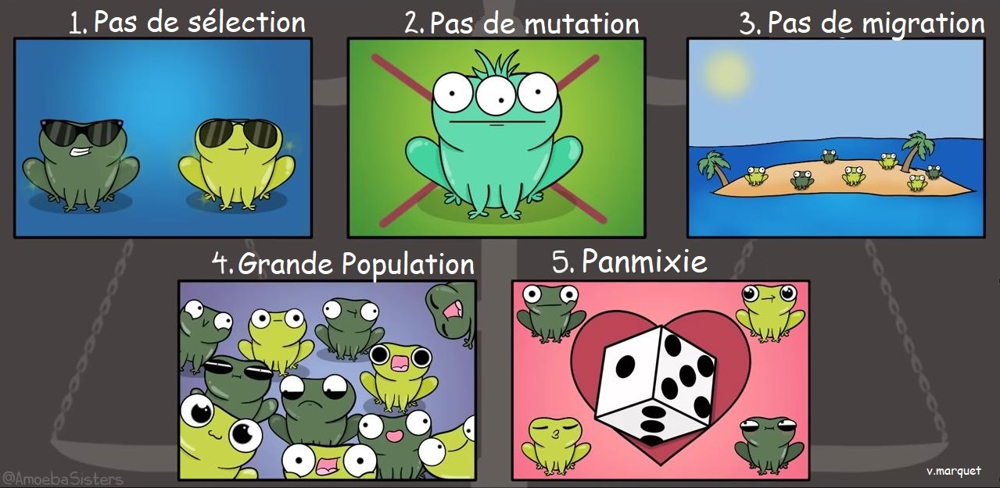 1. Pas de sélection
2. Pas de mutation
3. Pas de migration
4. Grande Population
5. Panmixie
@AmoebaSisters
v.marquet